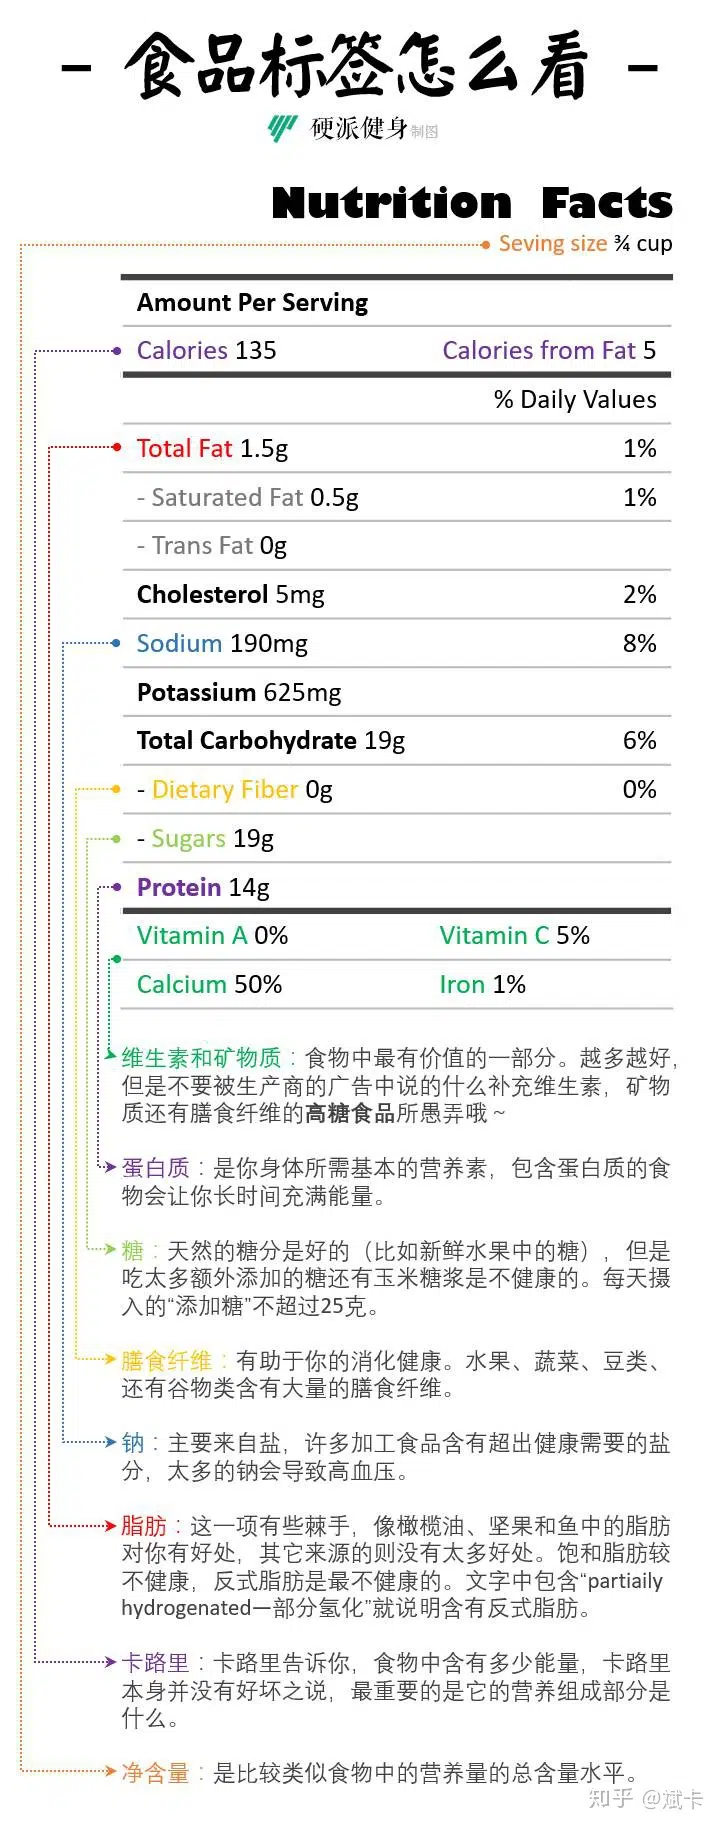 - 食品标签怎么看 -
硬派健身制图
Nutrition Facts
Seving size ¾ cup
Amount Per Serving
Calories 135 Calories from Fat 5
% Daily Values
Total Fat 1.5g 1%
- Saturated Fat 0.5g 1%
- Trans Fat 0g
Cholesterol 5mg 2%
Sodium 190mg 8%
Potassium 625mg
Total Carbohydrate 19g 6%
- Dietary Fiber 0g 0%
- Sugars 19g
Protein 14g
Vitamin A 0% Vitamin C 5%
Calcium 50% Iron 1%
维生素和矿物质：食物中最有价值的一部分。越多越好，
但是不要被生产商的广告中说的什么补充维生素，矿物
质还有膳食纤维的高糖食品所愚弄哦~
蛋白质：是你身体所需基本的营养素，包含蛋白质的食
物会让你长时间充满能量。
糖：天然的糖分是好的（比如新鲜水果中的糖），但是
吃太多额外添加的糖还有玉米糖浆是不健康的。每天摄
入的“添加糖”不超过25克。
膳食纤维：有助于你的消化健康。水果、蔬菜、豆类、
还有谷物类含有大量的膳食纤维。
钠：主要来自盐，许多加工食品含有超出健康需要的盐
分，太多的钠会导致高血压。
脂肪：这一项有些棘手，像橄榄油、坚果和鱼中的脂肪
对你有好处，其它来源的则没有太多好处。饱和脂肪较
不健康，反式脂肪是最不健康的。文字中包含“partiaily
hydrogenated一部分氢化”就说明含有反式脂肪。
卡路里：卡路里告诉你，食物中含有多少能量，卡路里
本身并没有好坏之说，最重要的是它的营养组成部分是
什么。
净含量：是比较类似食物中的营养量的总含量水平。
知乎 @斌卡